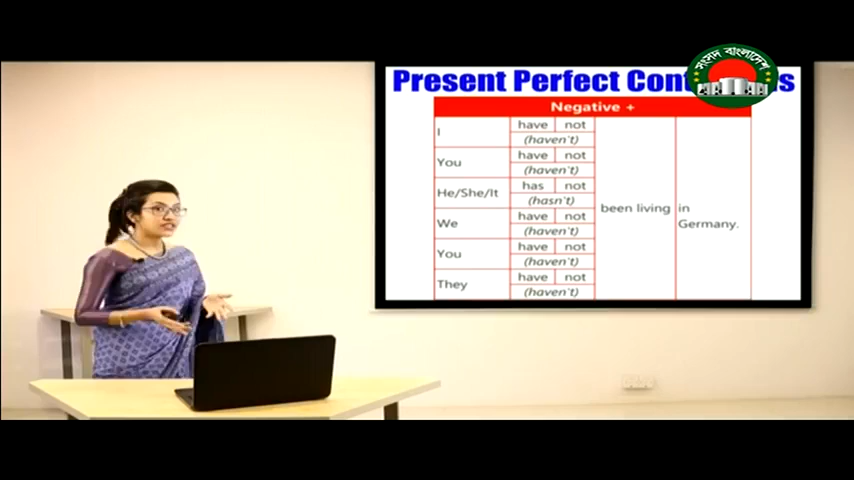 সংসদ বাংলাদেশ
Present Perfect Cont s
Negative +
I have not
(haven't)
You have not
(haven't)
He/She/It has not
(hasn't)
We have not
(haven't)
You have not
(haven't)
They have not
(haven't)
been living
in
Germany.